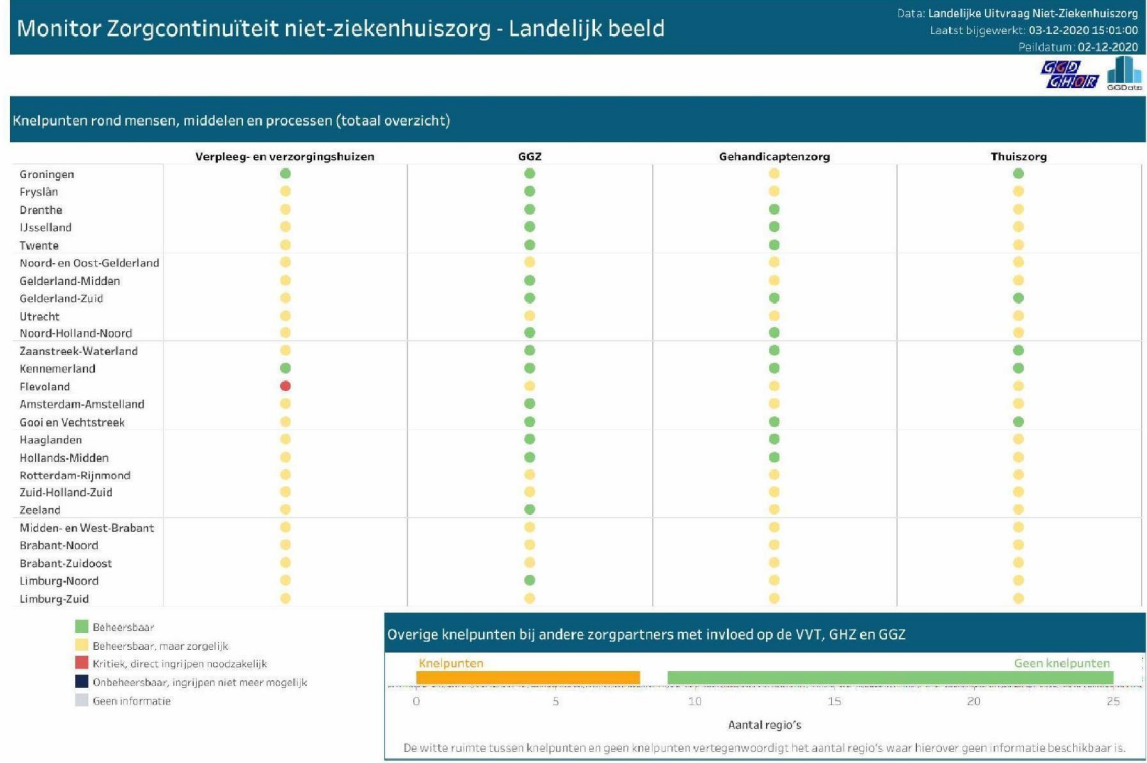 Monitor Zorgcontinuïteit niet-ziekenhuiszorg - Landelijk beeld
Data: Landelijke Uitvraag Niet-Ziekenhuiszorg
Laatst bijgewerkt: 03-12-2020 15:01:00
Peildatum: 02-12-2020
GGD
GHOR
GGData
Knelpunten rond mensen, middelen en processen (totaal overzicht)
Verpleeg- en verzorgingshuizen GGZ Gehandicaptenzorg Thuiszorg
Groningen
Fryslân
Drenthe
IJsselland
Twente
Noord- en Oost-Gelderland
Gelderland-Midden
Gelderland-Zuid
Utrecht
Noord-Holland-Noord
Zaanstreek-Waterland
Kennemerland
Flevoland
Amsterdam-Amstelland
Gooi en Vechtstreek
Haaglanden
Hollands-Midden
Rotterdam-Rijnmond
Zuid-Holland-Zuid
Zeeland
Midden- en West-Brabant
Brabant-Noord
Brabant-Zuidoost
Limburg-Noord
Limburg-Zuid
Beheersbaar
Beheersbaar, maar zorgelijk
Kritiek, direct ingrijpen noodzakelijk
Onbeheersbaar, ingrijpen niet meer mogelijk
Geen informatie
Overige knelpunten bij andere zorgpartners met invloed op de VVT, GHZ en GGZ
Knelpunten Geen knelpunten
0 5 10 15 20 25
Aantal regio's
De witte ruimte tussen knelpunten en geen knelpunten vertegenwoordigt het aantal regio's waar hierover geen informatie beschikbaar is.